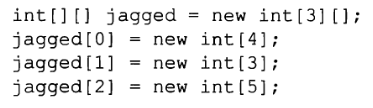 int[][] jagged = new int[3][];
jagged[0] = new int[4];
jagged[1] = new int[3];
jagged[2] = new int[5];